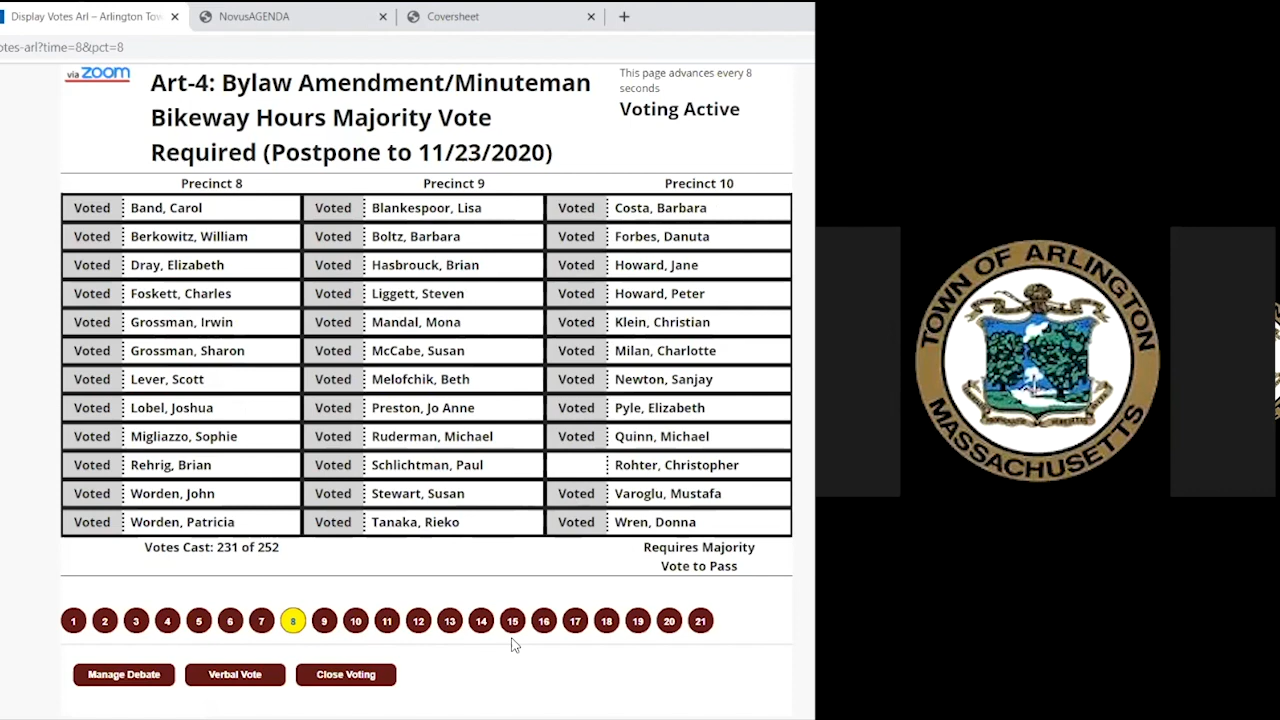 Display Votes Arl – Arlington Tow
NovusAGENDA
Coversheet
otes-arl?time=8&pct=8
via zoom
Art-4: Bylaw Amendment/Minuteman
Bikeway Hours Majority Vote
Required (Postpone to 11/23/2020)
This page advances every 8
seconds
Voting Active
Precinct 8 Precinct 9 Precinct 10
Voted Band, Carol Voted Blankespoor, Lisa Voted Costa, Barbara
Voted Berkowitz, William Voted Boltz, Barbara Voted Forbes, Danuta
Voted Dray, Elizabeth Voted Hasbrouck, Brian Voted Howard, Jane
Voted Foskett, Charles Voted Liggett, Steven Voted Howard, Peter
Voted Grossman, Irwin Voted Mandal, Mona Voted Klein, Christian
Voted Grossman, Sharon Voted McCabe, Susan Voted Milan, Charlotte
Voted Lever, Scott Voted Melofchik, Beth Voted Newton, Sanjay
Voted Lobel, Joshua Voted Preston, Jo Anne Voted Pyle, Elizabeth
Voted Migliazzo, Sophie Voted Ruderman, Michael Voted Quinn, Michael
Voted Rehrig, Brian Voted Schlichtman, Paul Rohter, Christopher
Voted Worden, John Voted Stewart, Susan Voted Varoglu, Mustafa
Voted Worden, Patricia Voted Tanaka, Rieko Voted Wren, Donna
Votes Cast: 231 of 252
Requires Majority
Vote to Pass
1 2 3 4 5 6 7 8 9 10 11 12 13 14 15 16 17 18 19 20 21
Manage Debate Verbal Vote Close Voting
TOWN OF ARLINGTON
MASSACHUSETTS